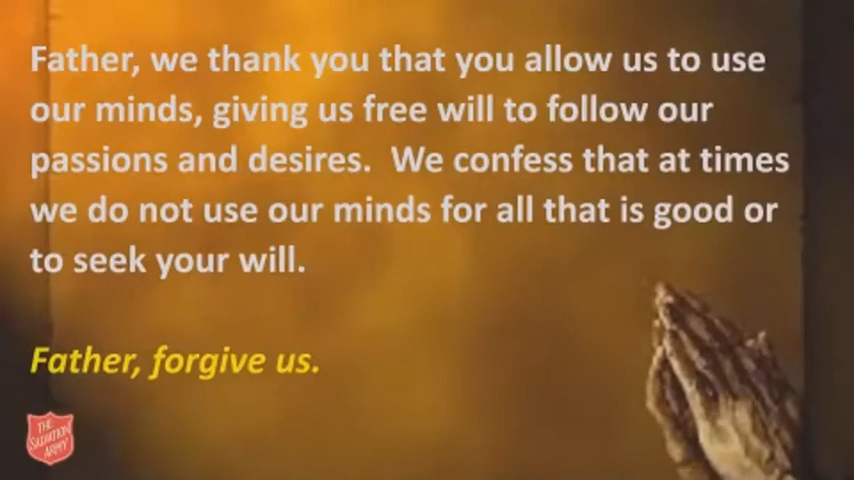 Father, we thank you that you allow us to use
our minds, giving us free will to follow our
passions and desires.  We confess that at times
we do not use our minds for all that is good or
to seek your will.
Father, forgive us.
THE
SALVATION
ARMY